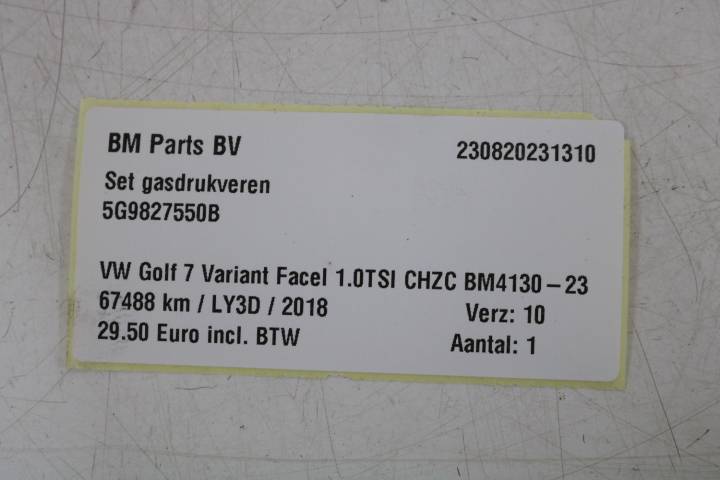 BM Parts BV 230820231310
Set gasdrukveren
5G9827550B
VW Golf 7 Variant Facel 1.0TSI CHZC BM4130-23
67488 km / LY3D / 2018 Verz: 10
29.50 Euro incl. BTW Aantal: 1